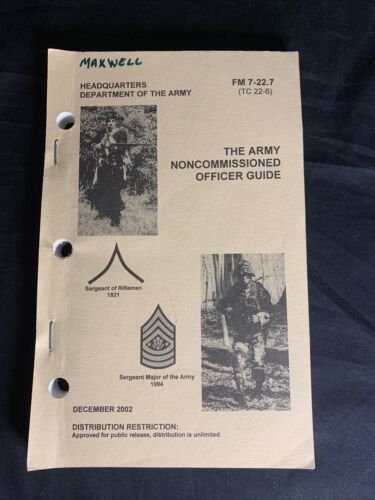 MAXWELL
HEADQUARTERS
DEPARTMENT OF THE ARMY
FM 7-22.7
(TC 22-6)
THE ARMY
NONCOMMISSIONED
OFFICER GUIDE
Sergeant of Riflemen
1821
Sergeant Major of the Army
1994
DECEMBER 2002
DISTRIBUTION RESTRICTION:
Approved for public release, distribution is unlimited